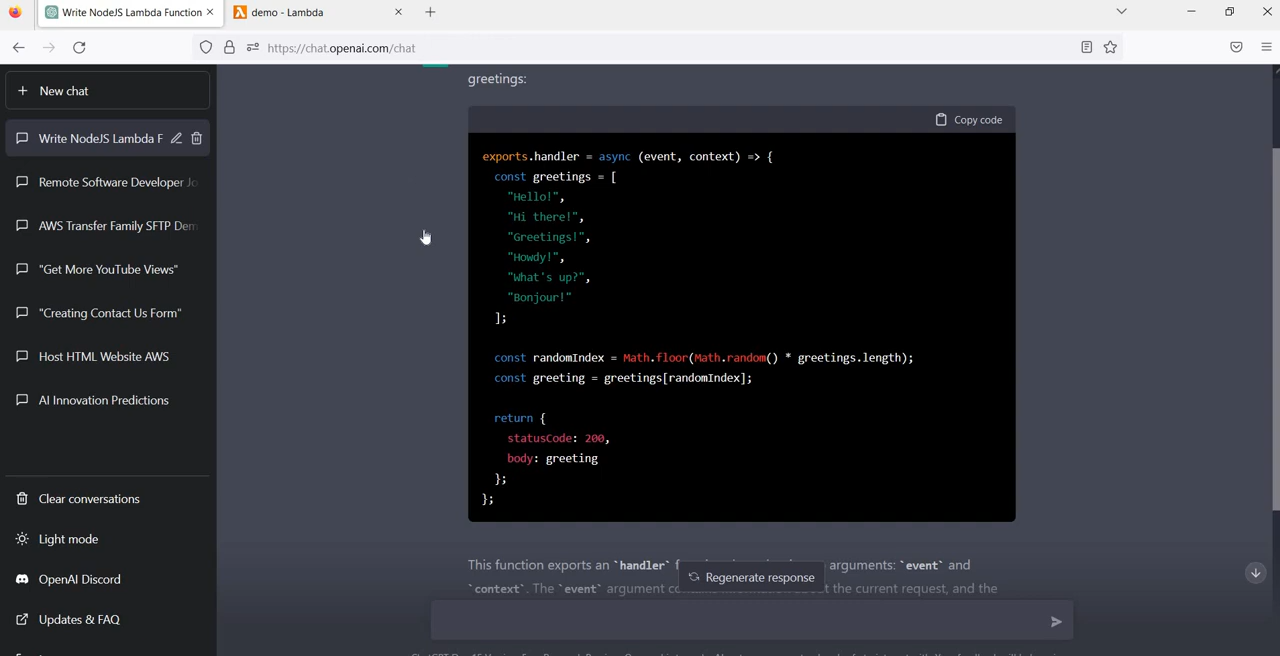 Write NodeJS Lambda Function
demo - Lambda
https://chat.openai.com/chat
New chat
Write NodeJS Lambda F
Remote Software Developer Jo
AWS Transfer Family SFTP Dem
"Get More YouTube Views"
"Creating Contact Us Form"
Host HTML Website AWS
AI Innovation Predictions
Clear conversations
Light mode
OpenAI Discord
Updates & FAQ
greetings:
Copy code
exports.handler = async (event, context) => {
const greetings = [
"Hello!",
"Hi there!",
"Greetings!",
"Howdy!",
"What's up?",
"Bonjour!"
];
const randomIndex = Math.floor(Math.random() * greetings.length);
const greeting = greetings[randomIndex];
return {
statusCode: 200,
body: greeting
};
};
This function exports an `handler` arguments: `event` and
Regenerate response
`context`. The `event` argument the current request, and the